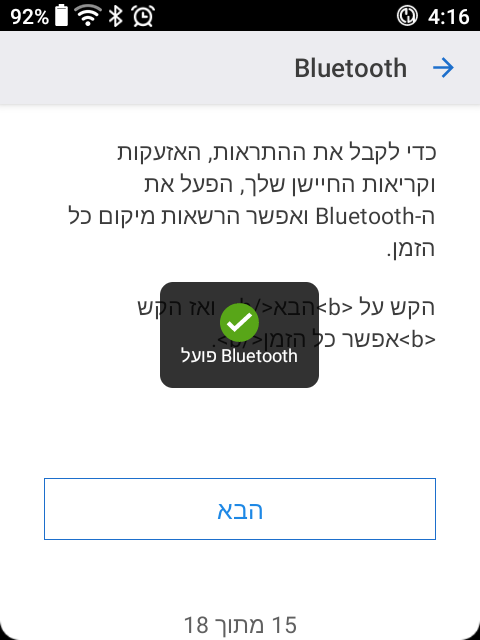 92% 4:16
Bluetooth
כדי לקבל את ההתראות, האזעקות
וקריאות החיישן שלך, הפעל את
ה-Bluetooth ואפשר הרשאות מיקום כל
הזמן.
הקש על <b>הבא</b> ואז הקש
<b>אפשר כל הזמן</b>.
Bluetooth פועל
הבא
15 מתוך 18